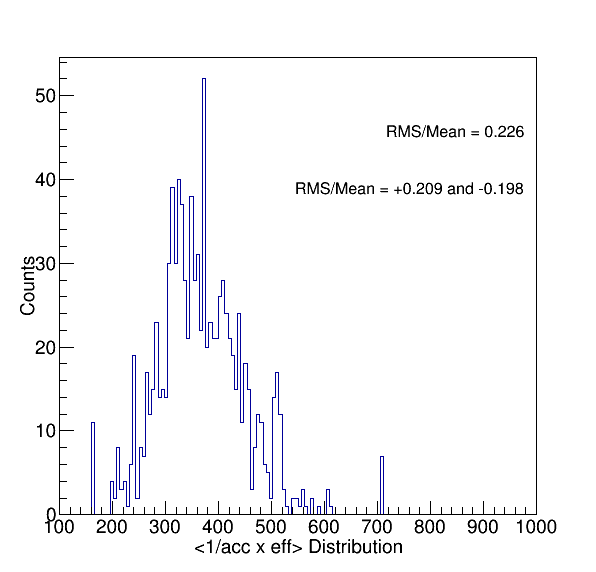 RMS/Mean = 0.226
RMS/Mean = +0.209 and -0.198
Counts
50
40
30
20
10
0
100 200 300 400 500 600 700 800 900 1000
<1/acc x eff> Distribution